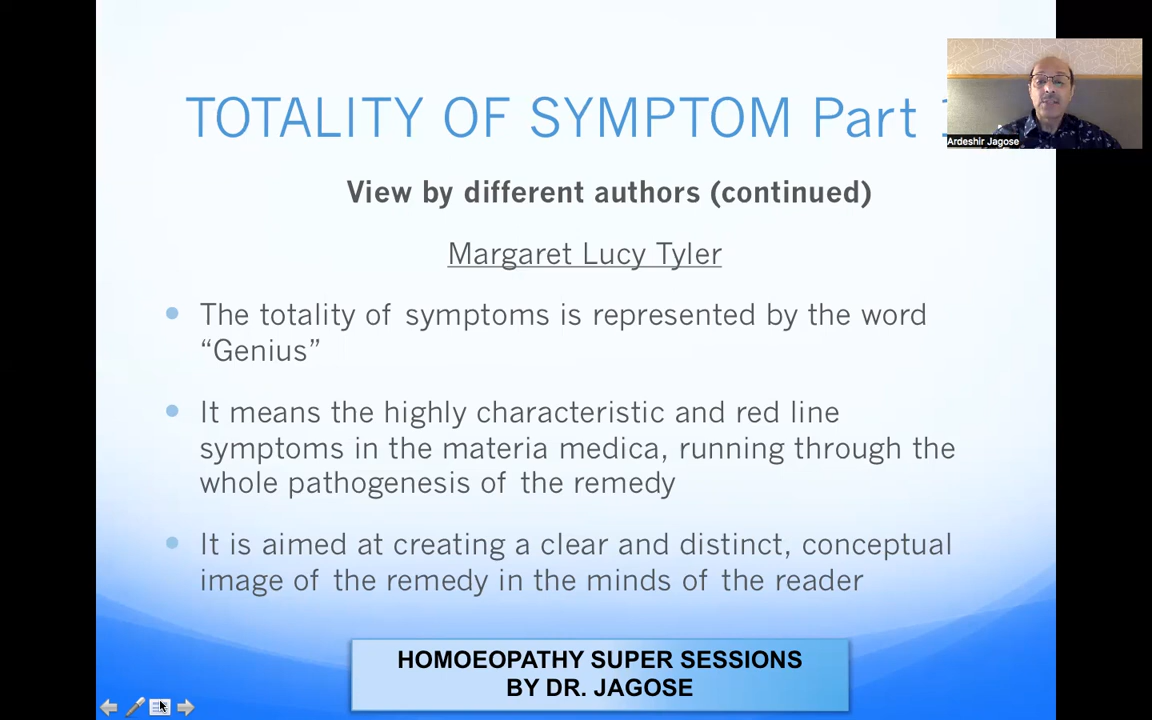 TOTALITY OF SYMPTOM Part
Ardeshir Jagose
View by different authors (continued)
Margaret Lucy Tyler
The totality of symptoms is represented by the word
“Genius”
It means the highly characteristic and red line
symptoms in the materia medica, running through the
whole pathogenesis of the remedy
It is aimed at creating a clear and distinct, conceptual
image of the remedy in the minds of the reader
HOMOEOPATHY SUPER SESSIONS
BY DR. JAGOSE